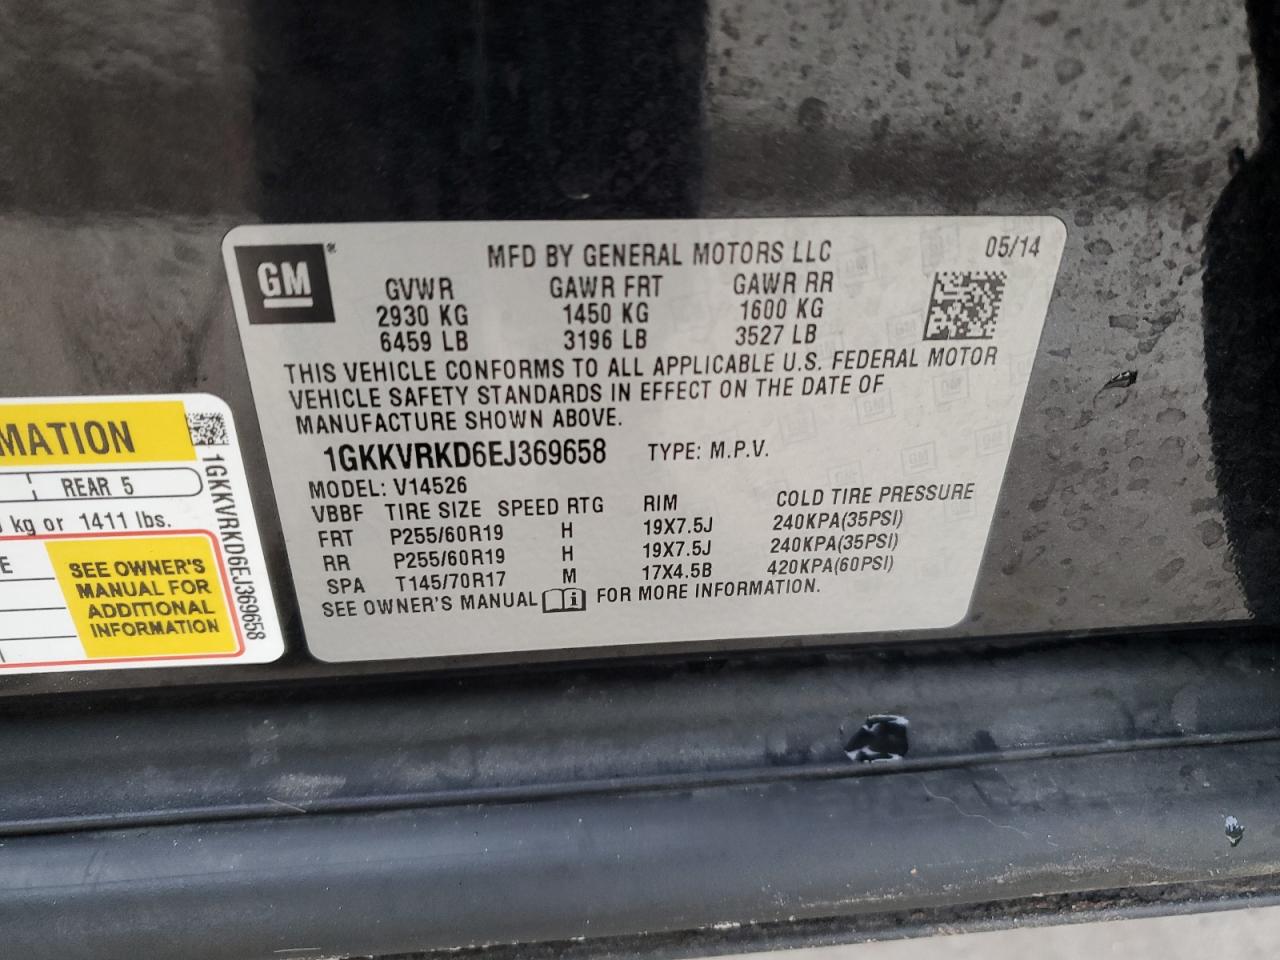 GM
MFD BY GENERAL MOTORS LLC 05/14
GVWR GAWR FRT GAWR RR
2930 KG 1450 KG 1600 KG
6459 LB 3196 LB 3527 LB
THIS VEHICLE CONFORMS TO ALL APPLICABLE U.S. FEDERAL MOTOR
VEHICLE SAFETY STANDARDS IN EFFECT ON THE DATE OF
MANUFACTURE SHOWN ABOVE.
1GKKVRKD6EJ369658 TYPE: M.P.V.
MODEL: V14526
VBBF TIRE SIZE SPEED RTG RIM COLD TIRE PRESSURE
FRT P255/60R19 H 19X7.5J 240KPA(35PSI)
RR P255/60R19 H 19X7.5J 240KPA(35PSI)
SPA T145/70R17 M 17X4.5B 420KPA(60PSI)
SEE OWNER'S MANUAL FOR MORE INFORMATION.
MATION
REAR 5
kg or 1411 lbs.
E
SEE OWNER'S
MANUAL FOR
ADDITIONAL
INFORMATION
1GKKVRKD6EJ369658